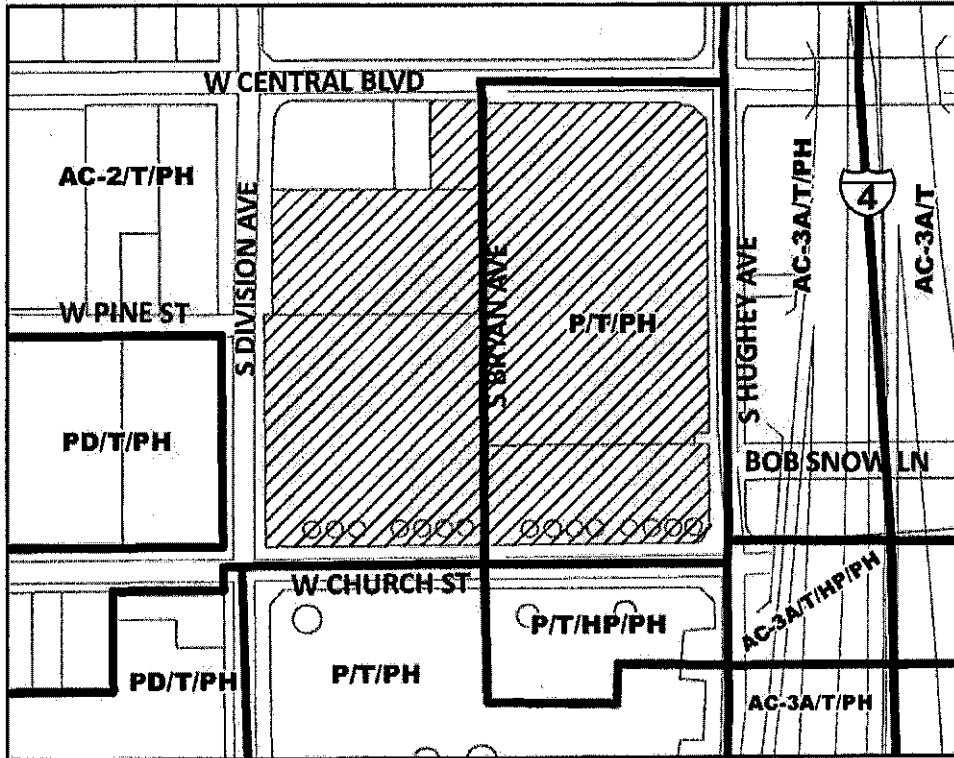 W CENTRAL BLVD
AC-2/T/PH
S DIVISION AVE
W PINE ST
S BRYAN AVE
P/T/PH
S HUGHEY AVE
AC-3A/T/PH
4
AC-3A/T
PD/T/PH
BOB SNOW LN
W CHURCH ST
AC-3A/T/HP/PH
P/T/HP/PH
PD/T/PH
P/T/PH
AC-3A/T/PH